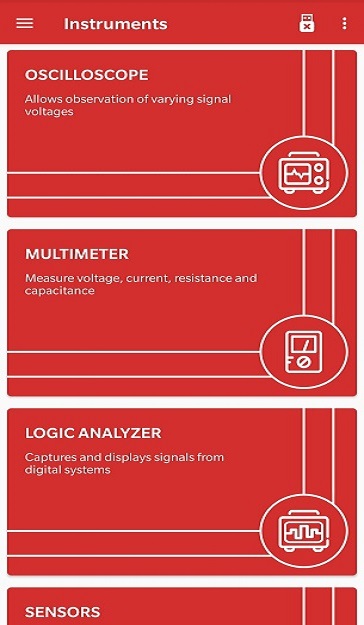 Instruments
OSCILLOSCOPE
Allows observation of varying signal
voltages
MULTIMETER
Measure voltage, current, resistance and
capacitance
LOGIC ANALYZER
Captures and displays signals from
digital systems
SENSORS